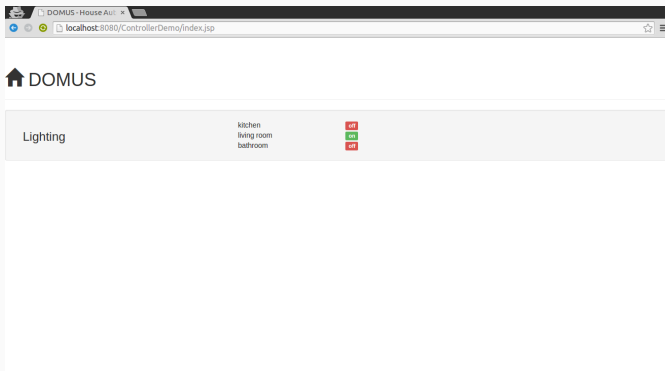 DOMUS - House Aut
localhost:8080/ControllerDemo/index.jsp
DOMUS
Lighting
kitchen off
living room on
bathroom off